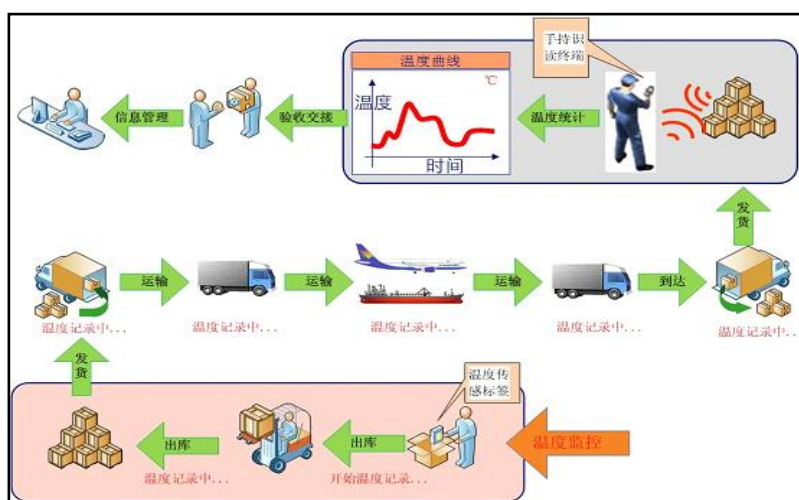 手持识
读终端
温度曲线
℃
温度
时间
信息管理
验收交接
温度统计
发货
运输
运输
运输
到达
温度记录中...
温度记录中...
温度记录中...
温度记录中...
温度记录中...
发货
温度传
感标签
出库
出库
温度监控
温度记录中...
开始温度记录...